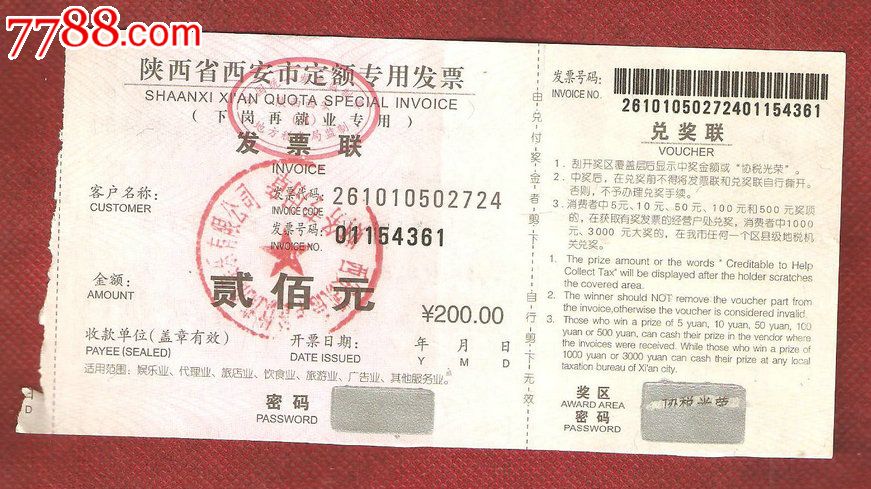 7788.com
陕西省西安市定额专用发票
SHAANXI XI'AN QUOTA SPECIAL INVOICE
(下岗再就业专用)
发票联
INVOICE
客户名称:
CUSTOMER
发票代码:
INVOICE CODE
261010502724
发票号码:
INVOICE NO.
01154361
金额:
AMOUNT
贰佰元
¥200.00
收款单位(盖章有效)
PAYEE (SEALED)
开票日期:
DATE ISSUED
年 月 日
Y M D
适用范围: 娱乐业、代理业、旅店业、饮食业、旅游业、广告业、其他服务业。
密码
PASSWORD
日
D
地方税务局监制
有限公司
自兑付奖金者剪下
自行剪下无效
发票号码:
INVOICE NO.
26101050272401154361
兑奖联
VOUCHER
1. 刮开奖区覆盖层后显示中奖金额或“协税光荣”。
2. 中奖后,在兑奖前不得将发票联和兑奖联自行撕开。
否则,不予办理兑奖手续。
3. 消费者中5元、10元、50元、100元和500元奖项
的,在获取有奖发票的经营户处兑奖,消费者中1000
元、3000元大奖的,在我市任何一个区县级地税机
关兑奖。
1. The prize amount or the words " Creditable to Help
Collect Tax" will be displayed after the holder scratches
the covered area.
2. The winner should NOT remove the voucher part from
the invoice,otherwise the voucher is considered invalid.
3. Those who win a prize of 5 yuan, 10 yuan, 50 yuan, 100
yuan or 500 yuan, can cash their prize in the vendor where
the invoices were received. While those who win a prize of
1000 yuan or 3000 yuan can cash their prize at any local
taxation bureau of Xi'an city.
奖区
AWARD AREA
协税光荣
密码
PASSWORD